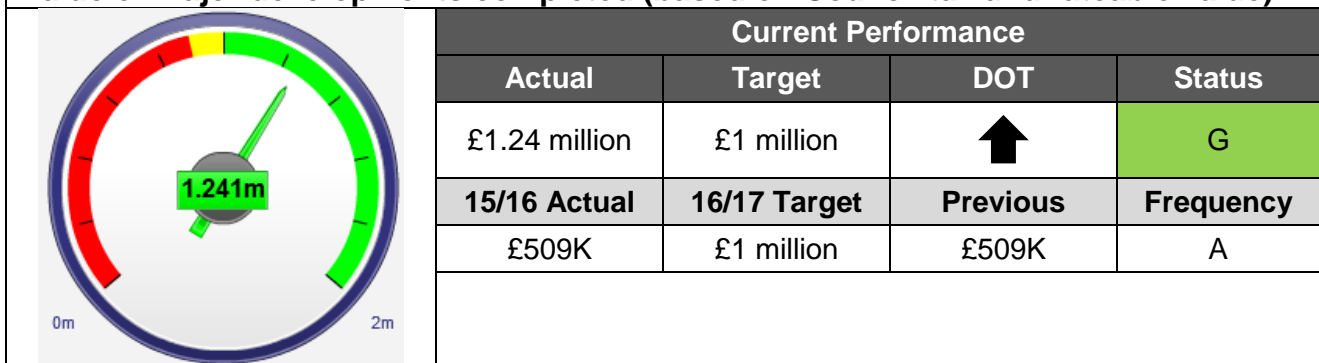 Current Performance
Actual Target DOT Status
£1.24 million £1 million G
1.241m
15/16 Actual 16/17 Target Previous Frequency
£509K £1 million £509K A
0m 2m